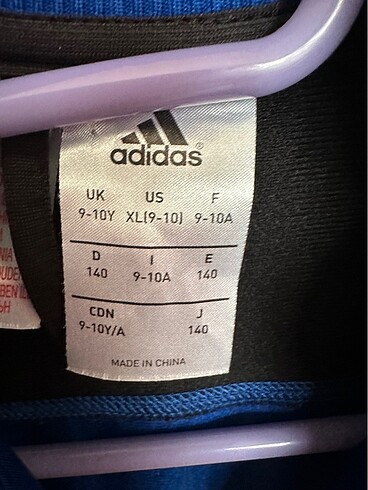 adidas®
UK US F
9-10Y XL(9-10) 9-10A
D I E
140 9-10A 140
CDN J
9-10Y/A 140
MADE IN CHINA